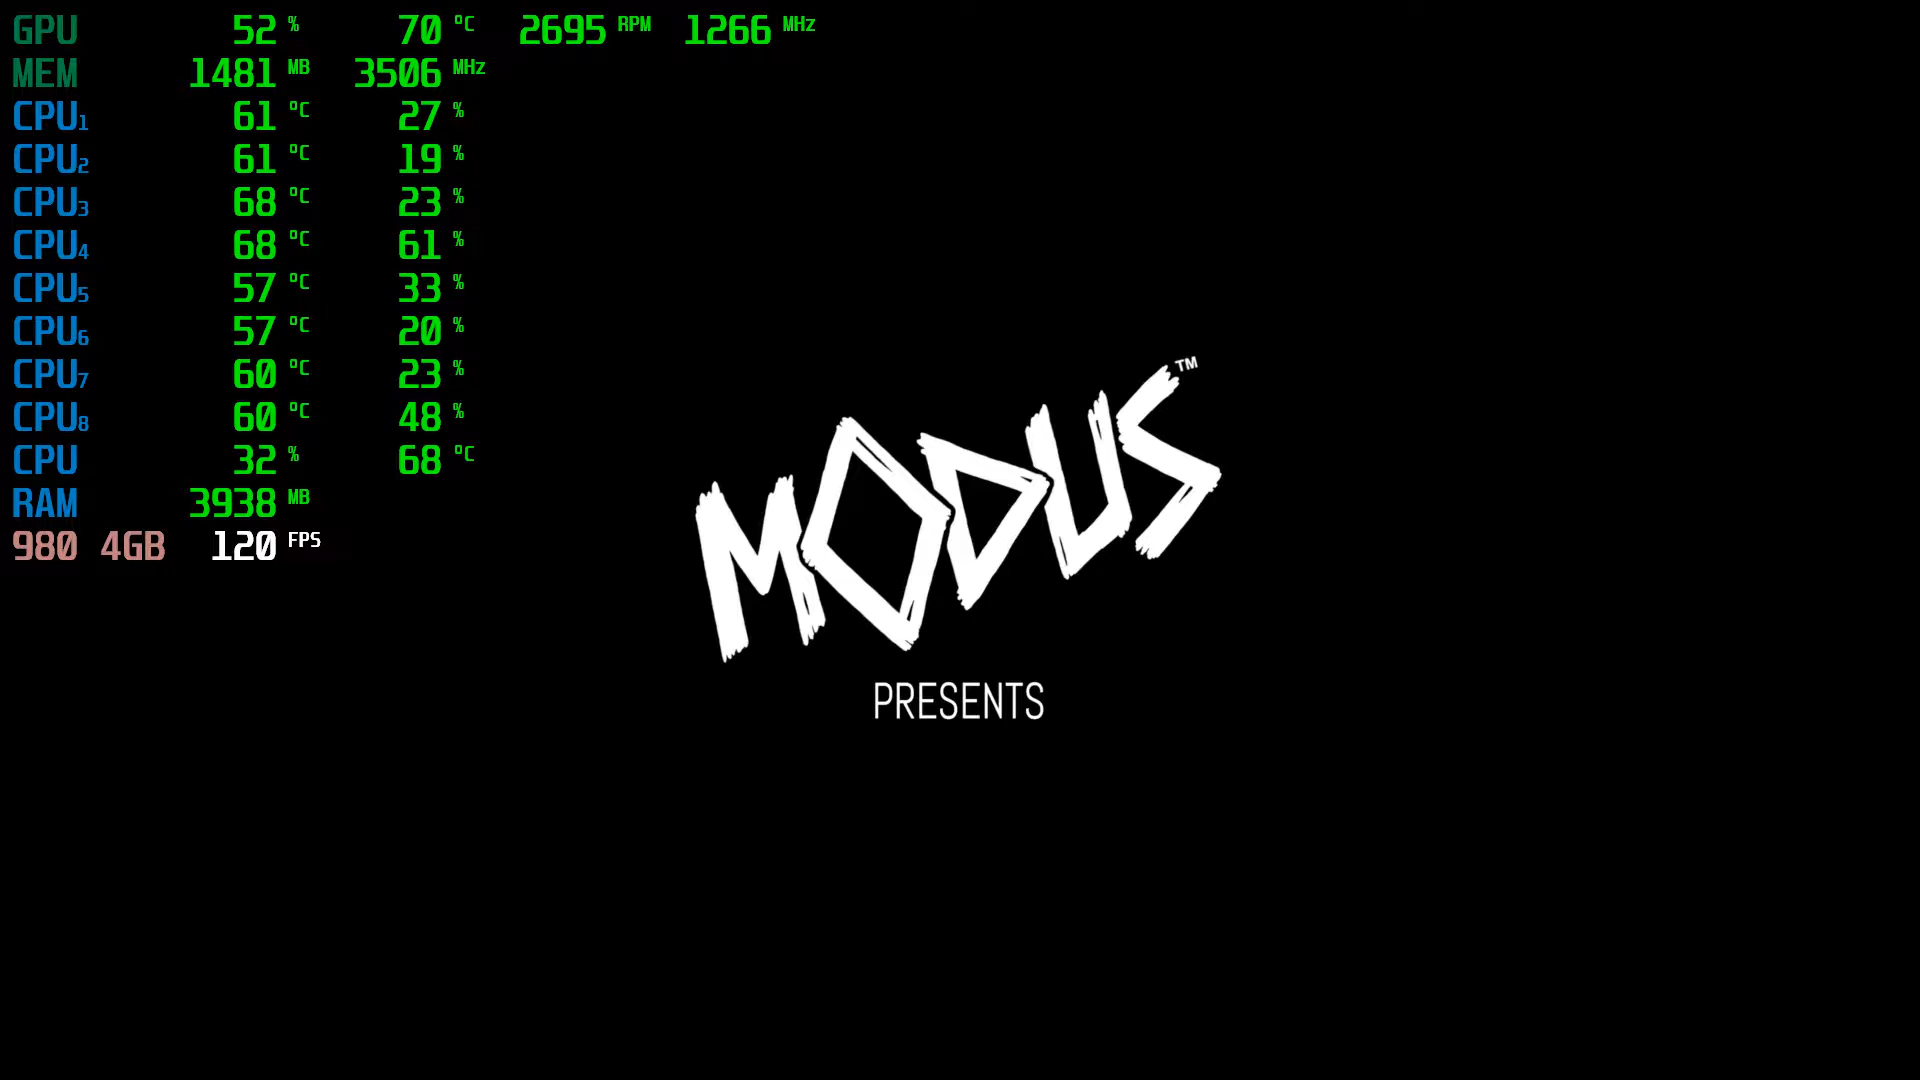 GPU 52 % 70 °C 2695 RPM 1266 MHz
MEM 1481 MB 3506 MHz
CPU1 61 °C 27 %
CPU2 61 °C 19 %
CPU3 68 °C 23 %
CPU4 68 °C 61 %
CPU5 57 °C 33 %
CPU6 57 °C 20 %
CPU7 60 °C 23 %
CPU8 60 °C 48 %
CPU 32 % 68 °C
RAM 3938 MB
980 4GB 120 FPS
MODUS™
PRESENTS